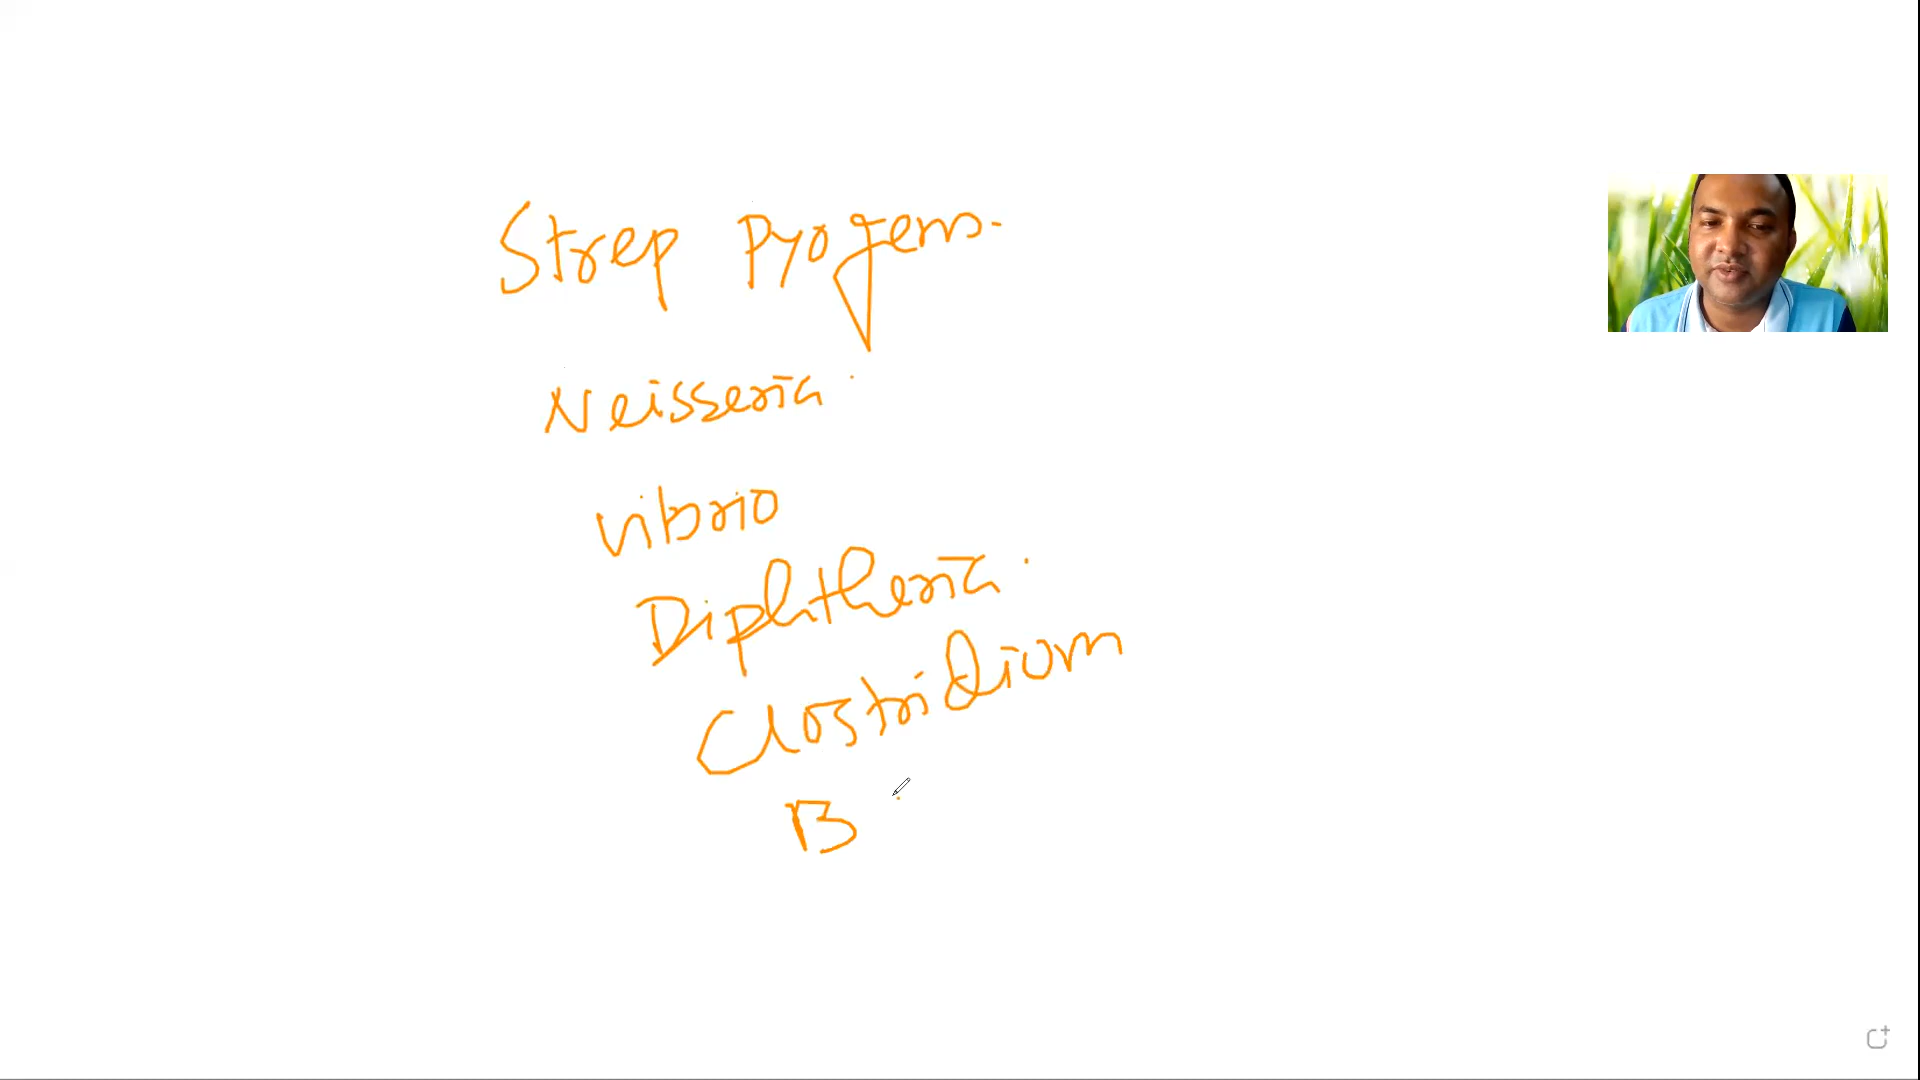 Strep Pyogens.
Neisseria
Vibrio
Diphtheria
Clostridium
B